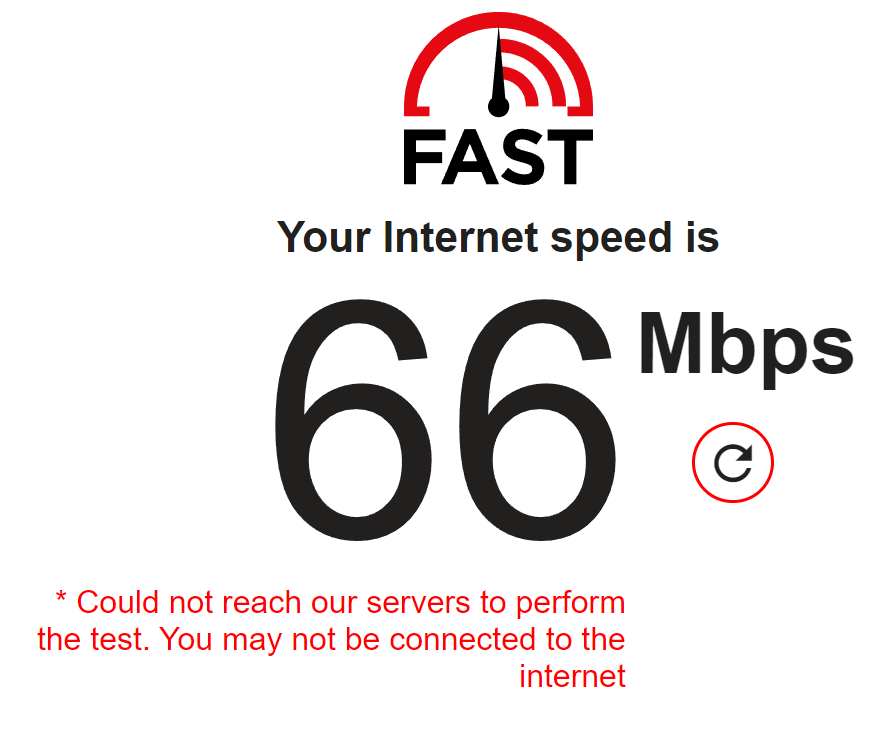 FAST
Your Internet speed is
66 Mbps
* Could not reach our servers to perform
the test. You may not be connected to the
internet